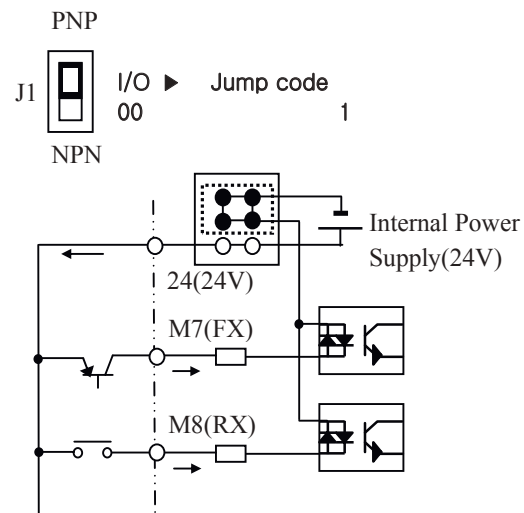 PNP
J1
I/O ▶ Jump code
00 1
NPN
Internal Power
Supply(24V)
24(24V)
M7(FX)
M8(RX)